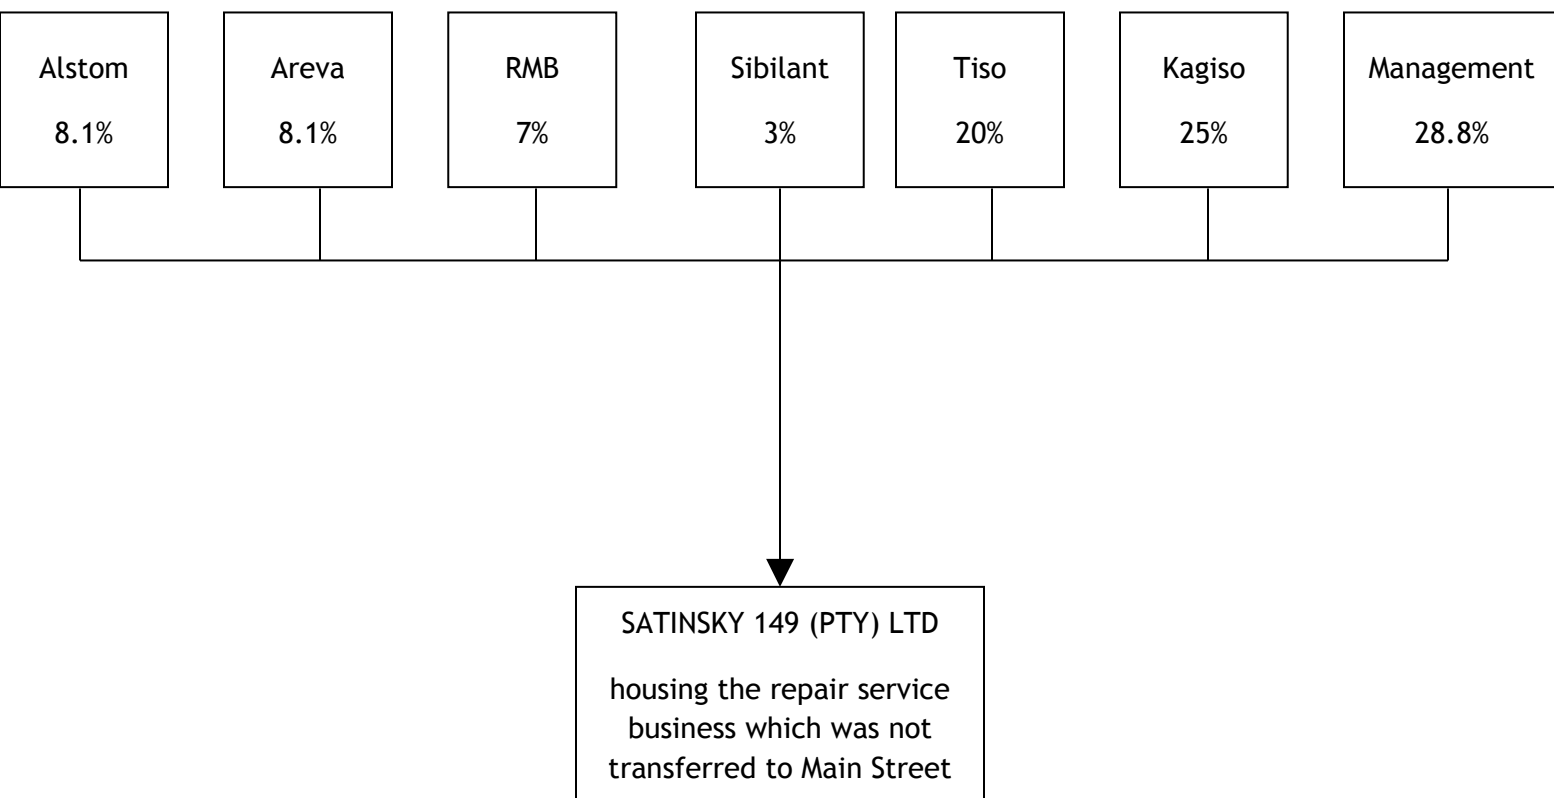 Alstom
8.1%
Areva
8.1%
RMB
7%
Sibilant
3%
Tiso
20%
Kagiso
25%
Management
28.8%
SATINSKY 149 (PTY) LTD
housing the repair service
business which was not
transferred to Main Street